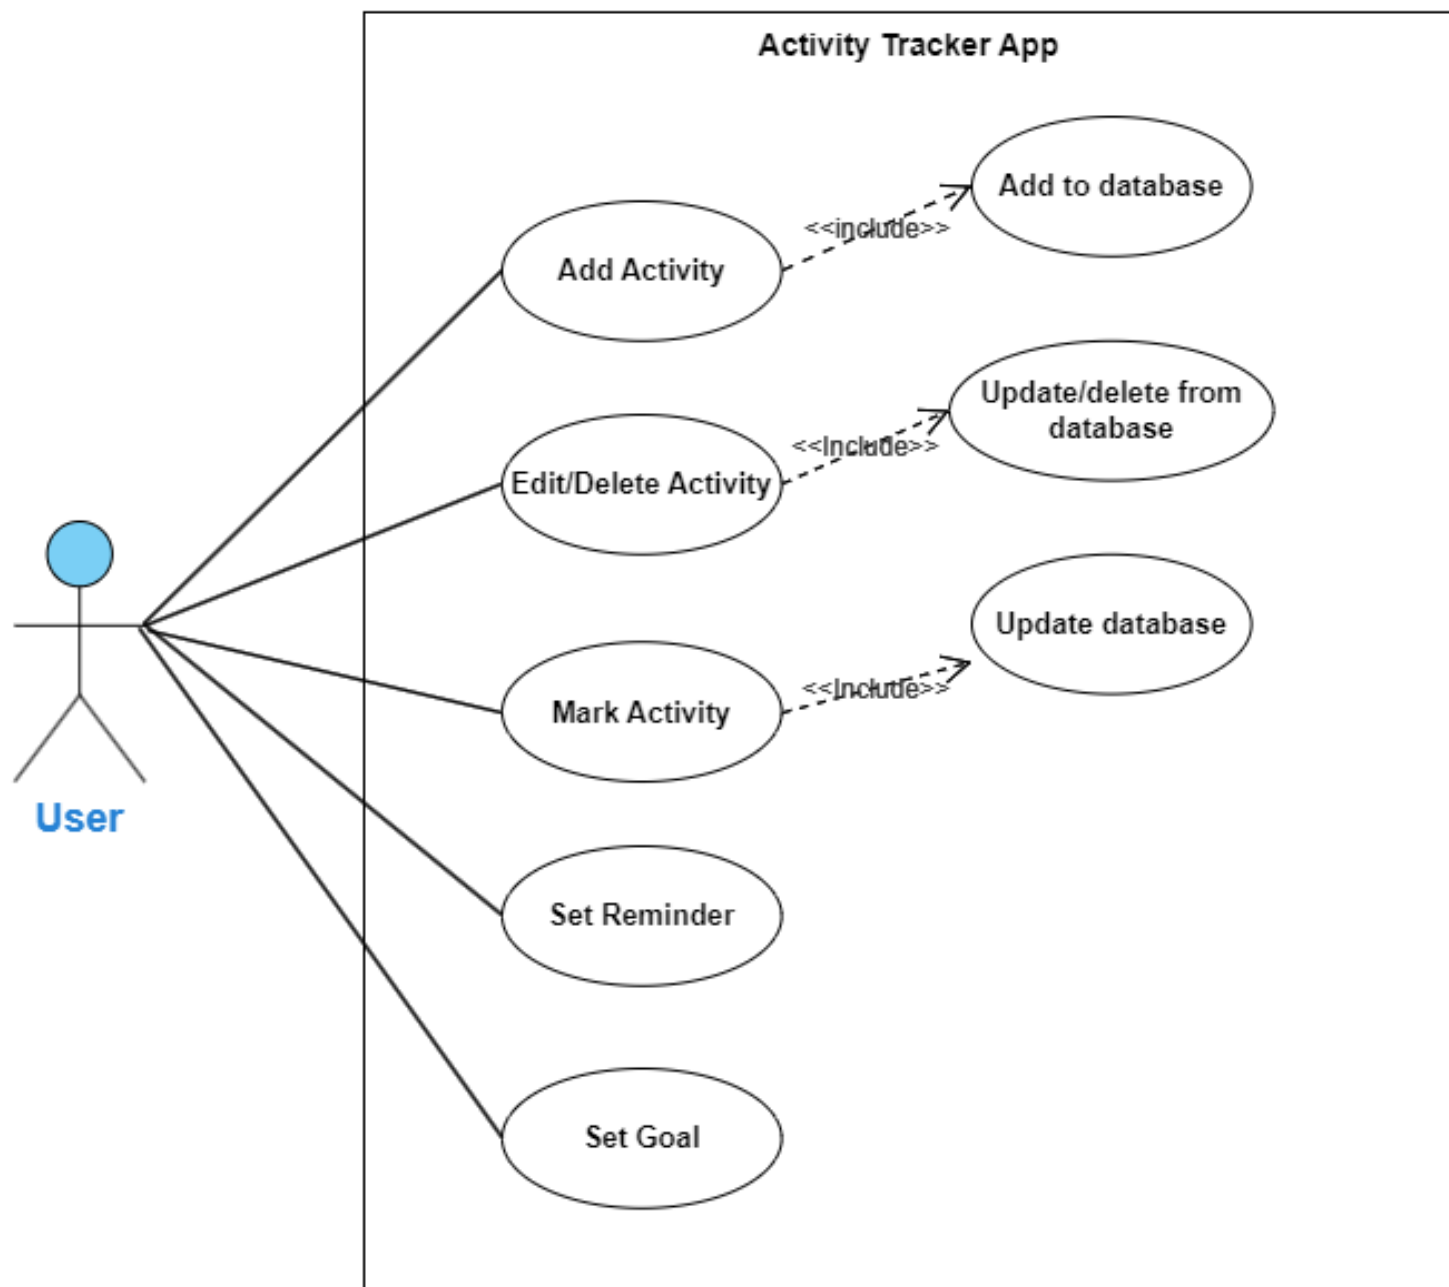 Activity Tracker App
Add to database
<<include>>
Add Activity
Update/delete from
database
<<Include>>
Edit/Delete Activity
Update database
<<Include>>
Mark Activity
User
Set Reminder
Set Goal